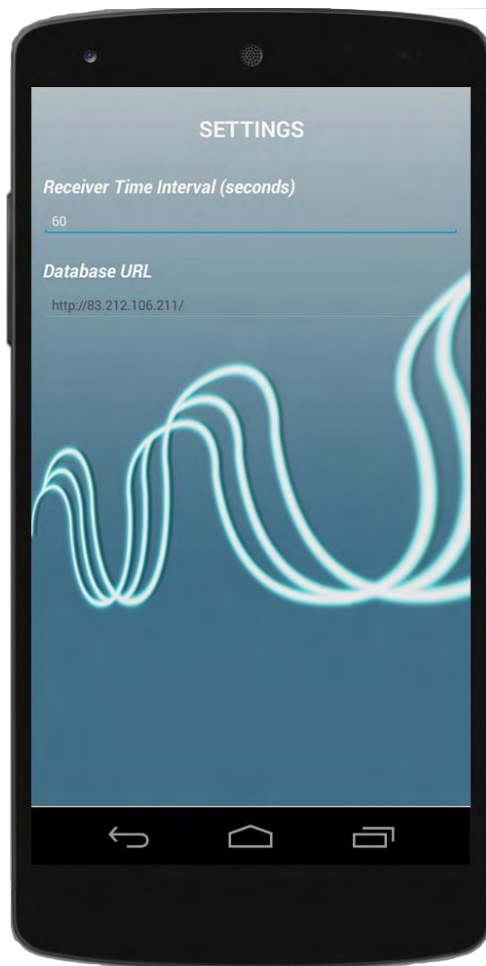 SETTINGS
Receiver Time Interval (seconds)
60
Database URL
http://83.212.106.211/